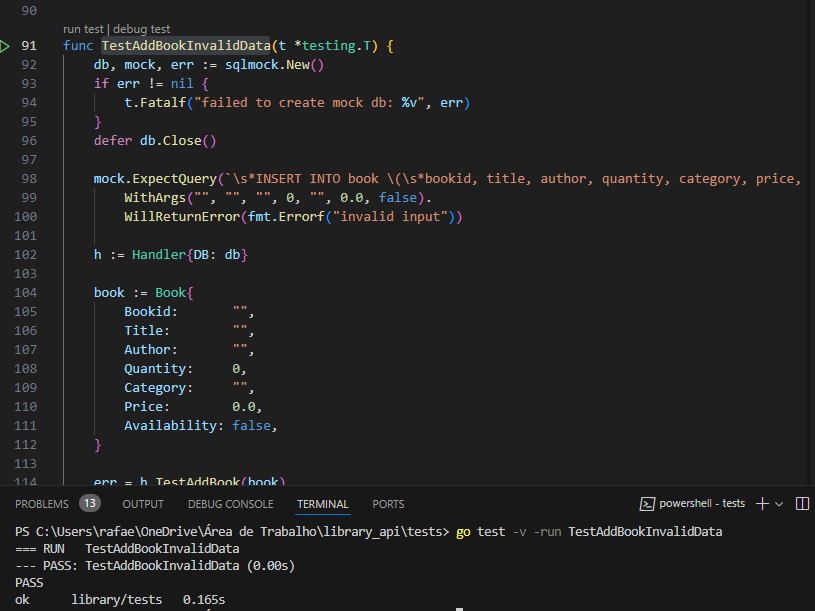 90
run test | debug test
91 func TestAddBookInvalidData(t *testing.T) {
92 db, mock, err := sqlmock.New()
93 if err != nil {
94 t.Fatalf("failed to create mock db: %v", err)
95 }
96 defer db.Close()
97
98 mock.ExpectQuery(`\s*INSERT INTO book \(\s*bookid, title, author, quantity, category, price,
99 WithArgs("", "", "", 0, "", 0.0, false).
100 WillReturnError(fmt.Errorf("invalid input"))
101
102 h := Handler{DB: db}
103
104 book := Book{
105 Bookid: "",
106 Title: "",
107 Author: "",
108 Quantity: 0,
109 Category: "",
110 Price: 0.0,
111 Availability: false,
112 }
113
114 err = h.TestAddBook(book)
PROBLEMS 13 OUTPUT DEBUG CONSOLE TERMINAL PORTS powershell - tests
PS C:\Users\rafae\OneDrive\Área de Trabalho\library_api\tests> go test -v -run TestAddBookInvalidData
=== RUN TestAddBookInvalidData
--- PASS: TestAddBookInvalidData (0.00s)
PASS
ok library/tests 0.165s